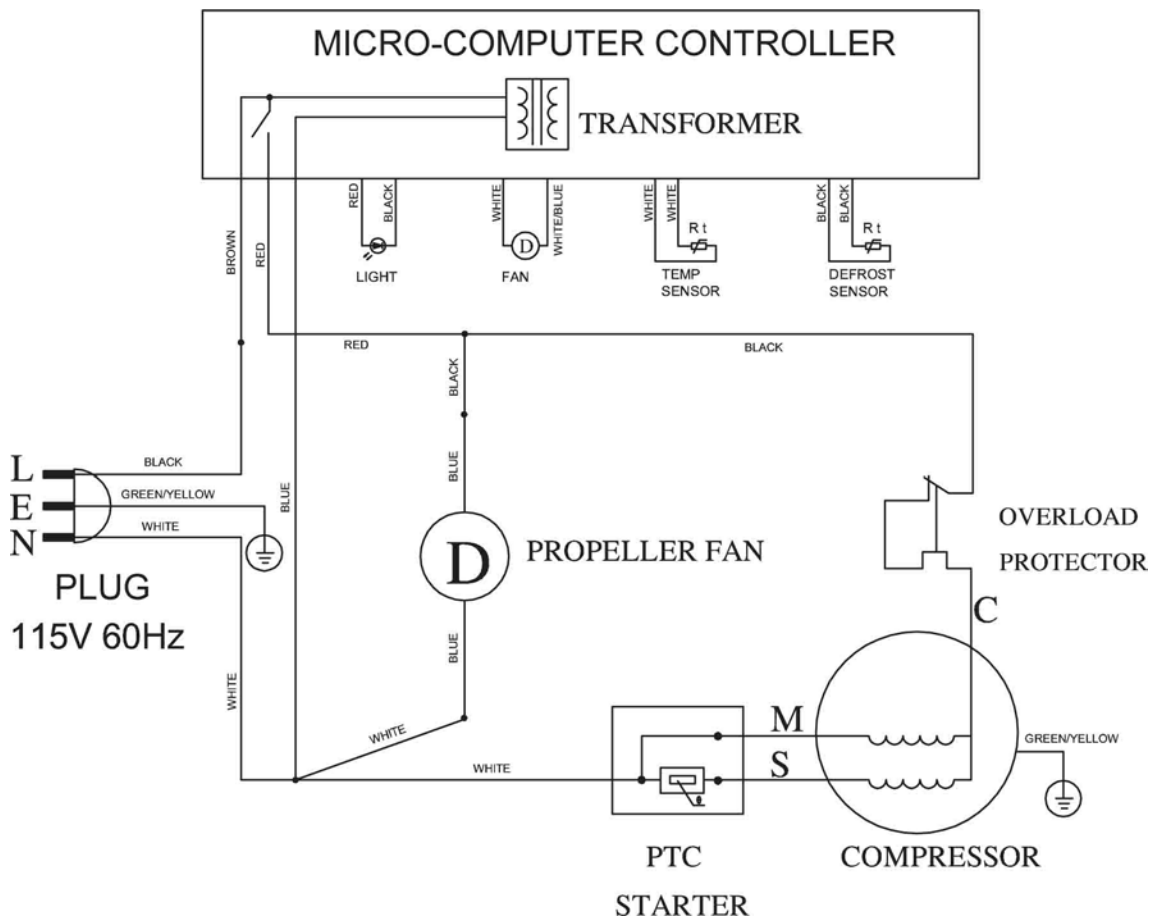 MICRO-COMPUTER CONTROLLER
TRANSFORMER
RED
BLACK
WHITE
WHITE/BLUE
WHITE
WHITE
BLACK
BLACK
BROWN
RED
LIGHT
D
FAN
R t
TEMP
SENSOR
R t
DEFROST
SENSOR
RED
BLACK
BLACK
BLUE
BLUE
L
BLACK
E
GREEN/YELLOW
N
WHITE
PLUG
115V 60Hz
D
PROPELLER FAN
OVERLOAD
PROTECTOR
C
BLUE
WHITE
WHITE
WHITE
M
S
GREEN/YELLOW
PTC
STARTER
COMPRESSOR